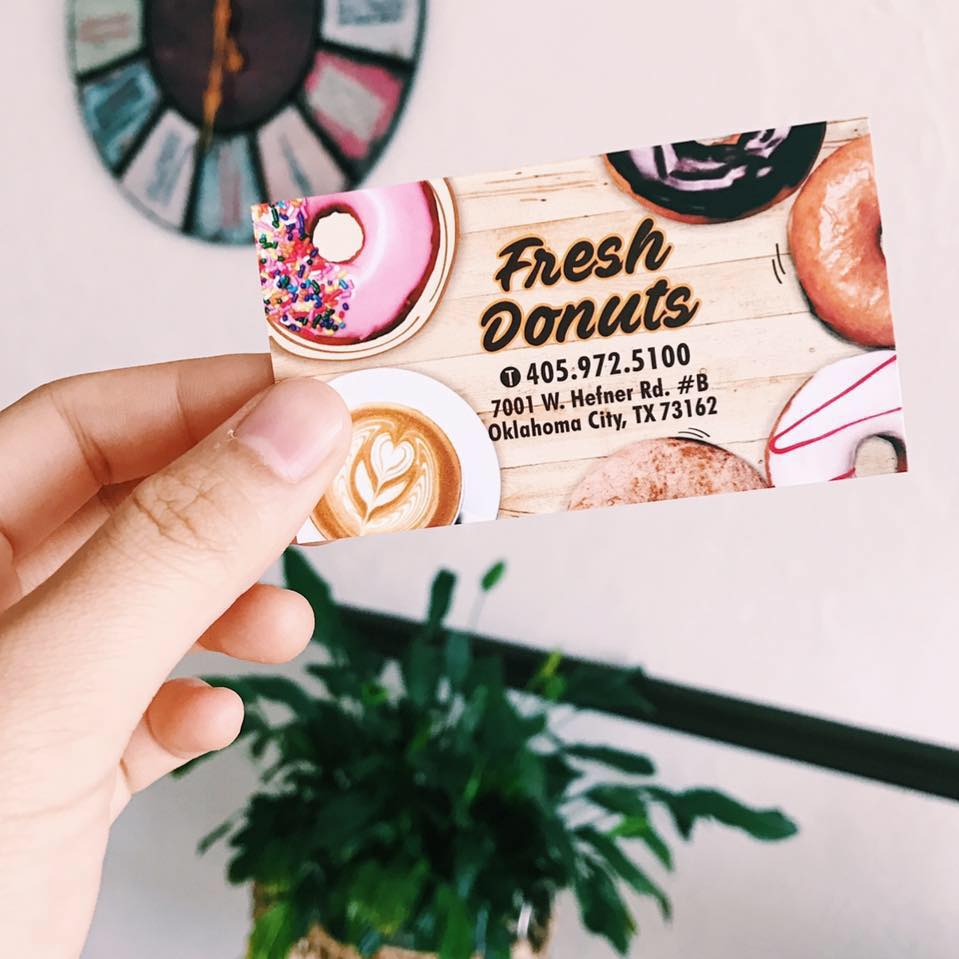 Fresh
Donuts
T 405.972.5100
7001 W. Hefner Rd. #B
Oklahoma City, TX 73162